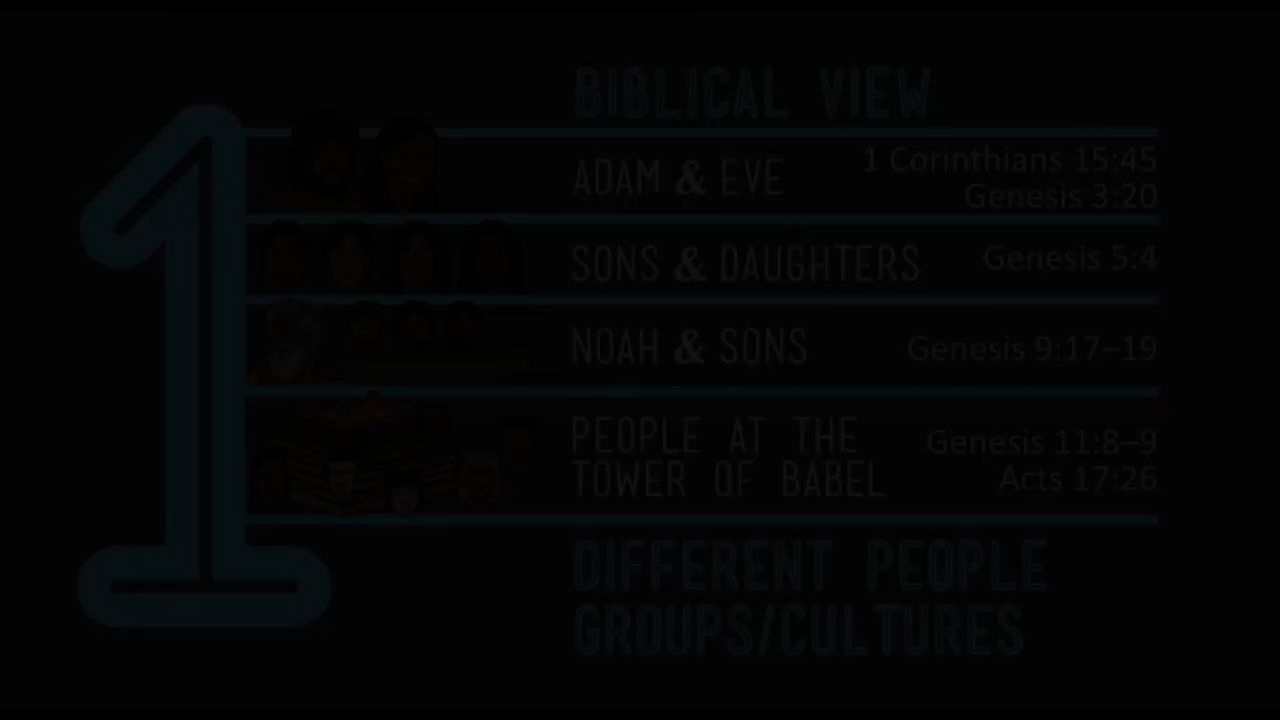 1
BIBLICAL VIEW
ADAM & EVE
1 Corinthians 15:45
Genesis 3:20
SONS & DAUGHTERS
Genesis 5:4
NOAH & SONS
Genesis 9:17–19
PEOPLE AT THE
TOWER OF BABEL
Genesis 11:8–9
Acts 17:26
DIFFERENT PEOPLE
GROUPS/CULTURES